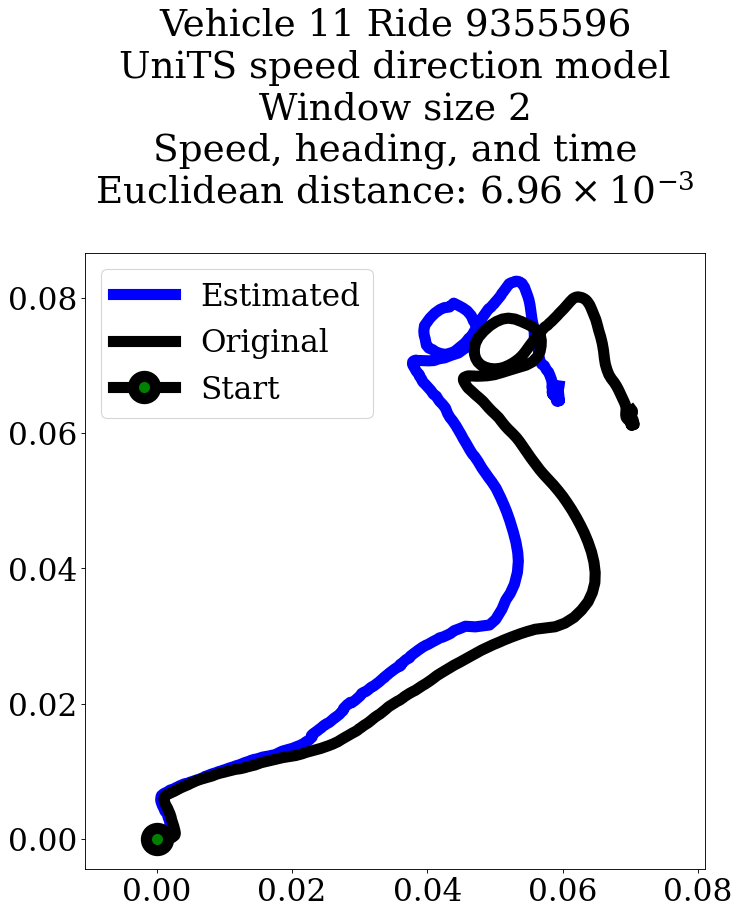 Vehicle 11 Ride 9355596
UniTS speed direction model
Window size 2
Speed, heading, and time
Euclidean distance: 6.96 × 10⁻³
Estimated
Original
Start
0.08
0.06
0.04
0.02
0.00
0.00 0.02 0.04 0.06 0.08